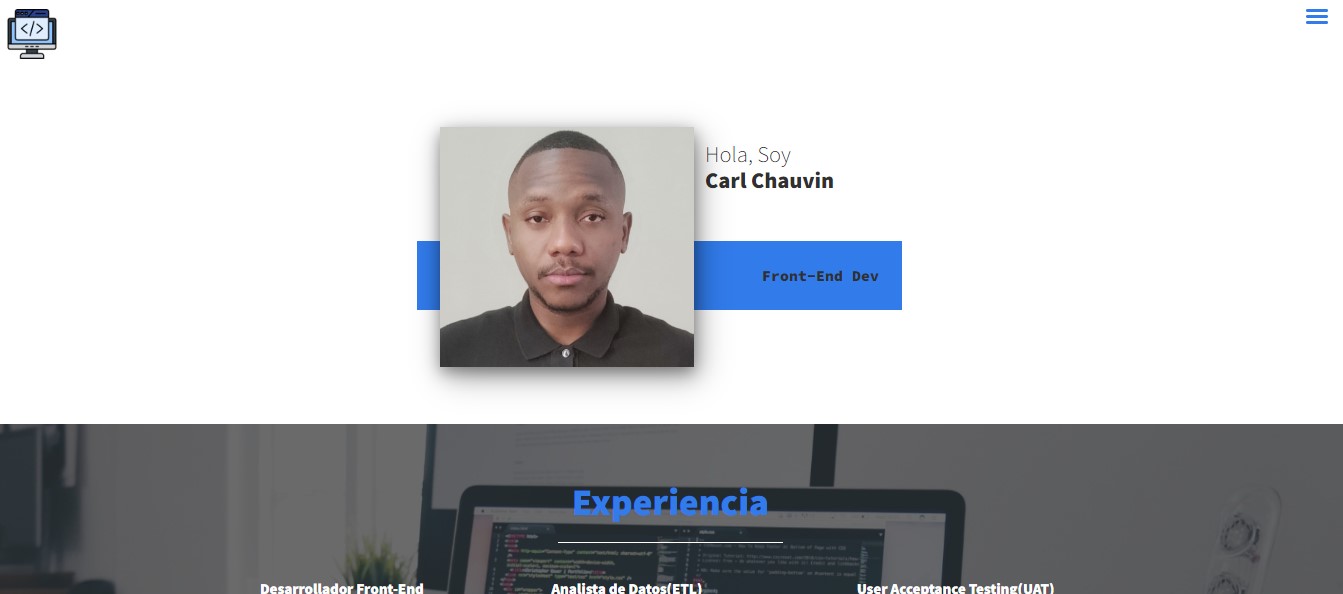 </>
Hola, Soy
Carl Chauvin
Front-End Dev
Experiencia
Desarrollador Front-End
Analista de Datos(ETL)
User Acceptance Testing(UAT)